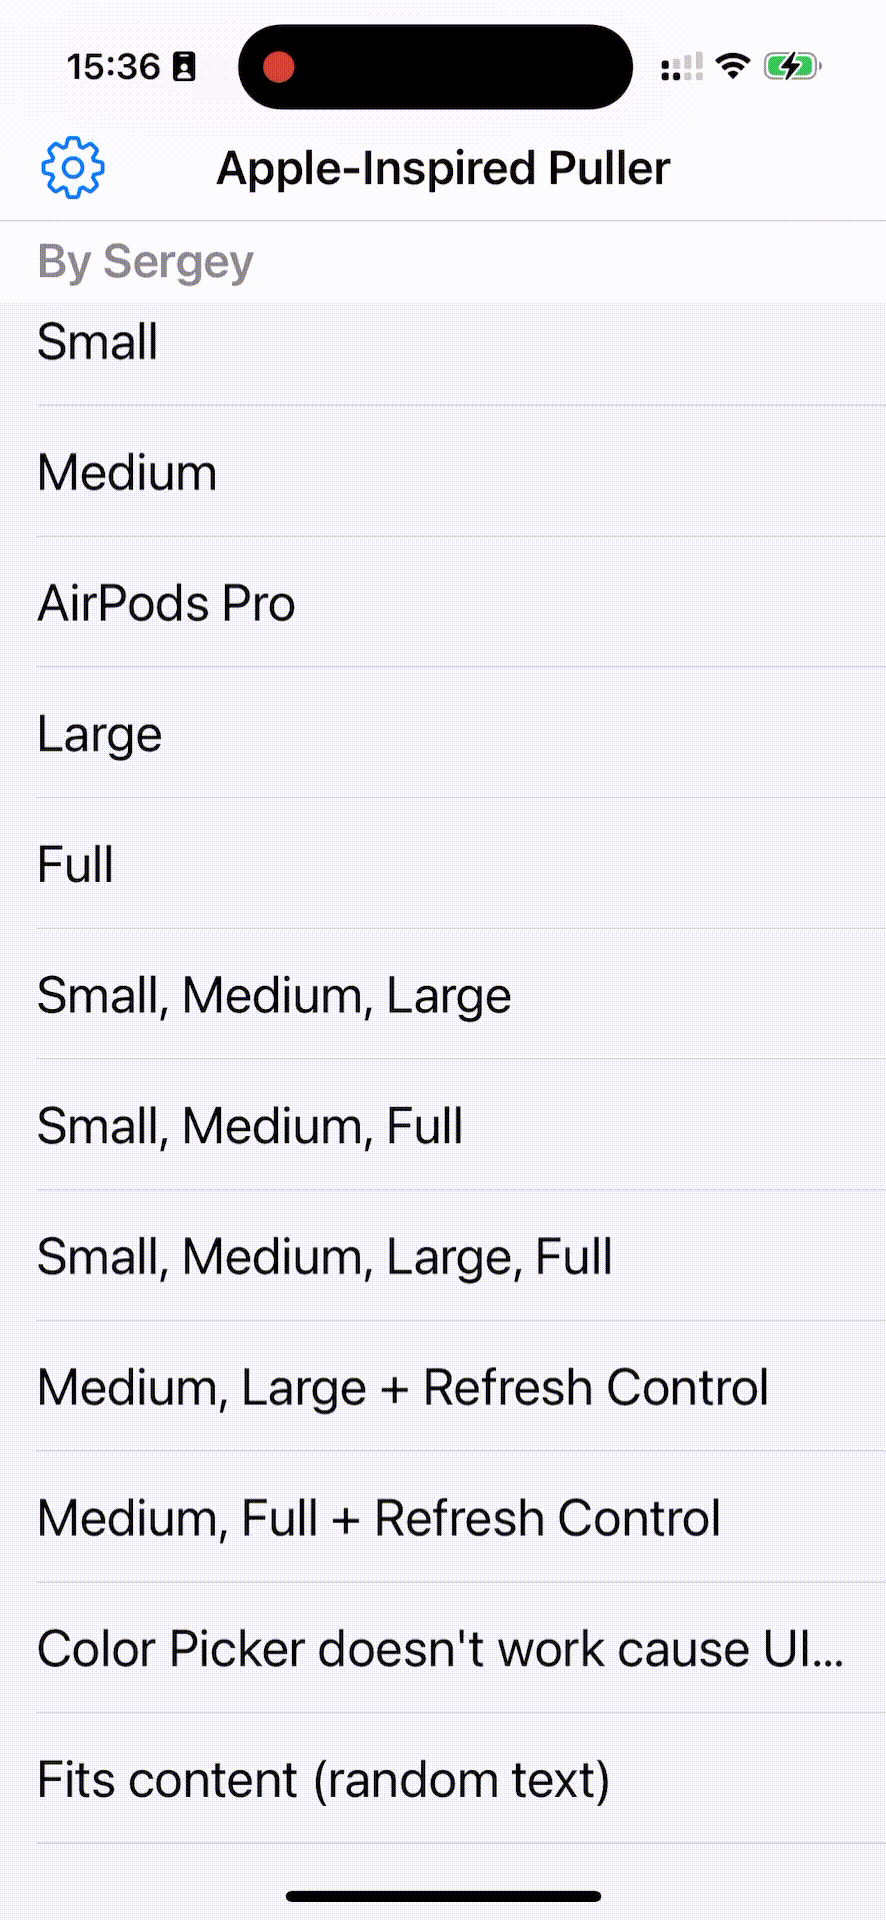 15:36
Apple-Inspired Puller
By Sergey
Small
Medium
AirPods Pro
Large
Full
Small, Medium, Large
Small, Medium, Full
Small, Medium, Large, Full
Medium, Large + Refresh Control
Medium, Full + Refresh Control
Color Picker doesn't work cause UI...
Fits content (random text)